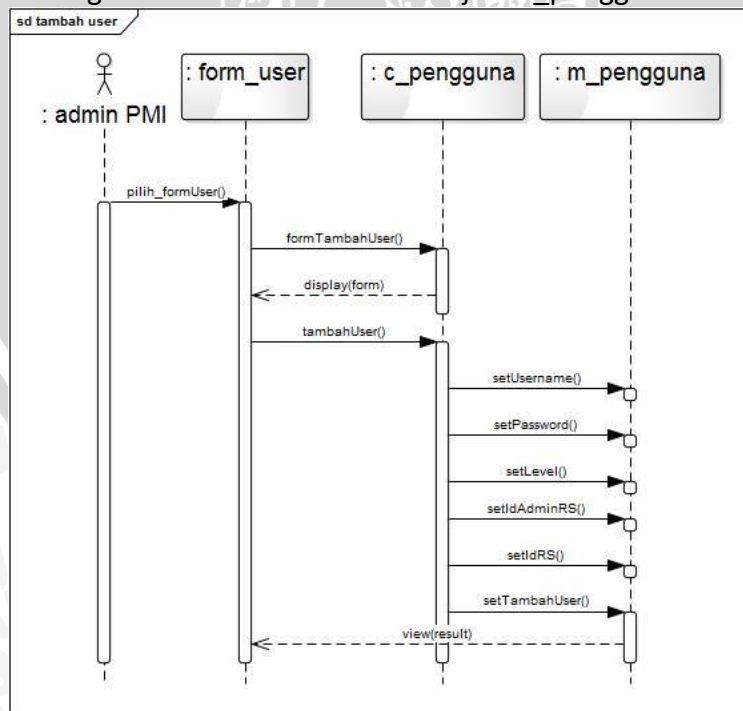 sd tambah user
: admin PMI
: form_user
: c_pengguna
: m_pengguna
pilih_formUser()
formTambahUser()
display(form)
tambahUser()
setUsername()
setPassword()
setLevel()
setIdAdminRS()
setIdRS()
setTambahUser()
view(result)